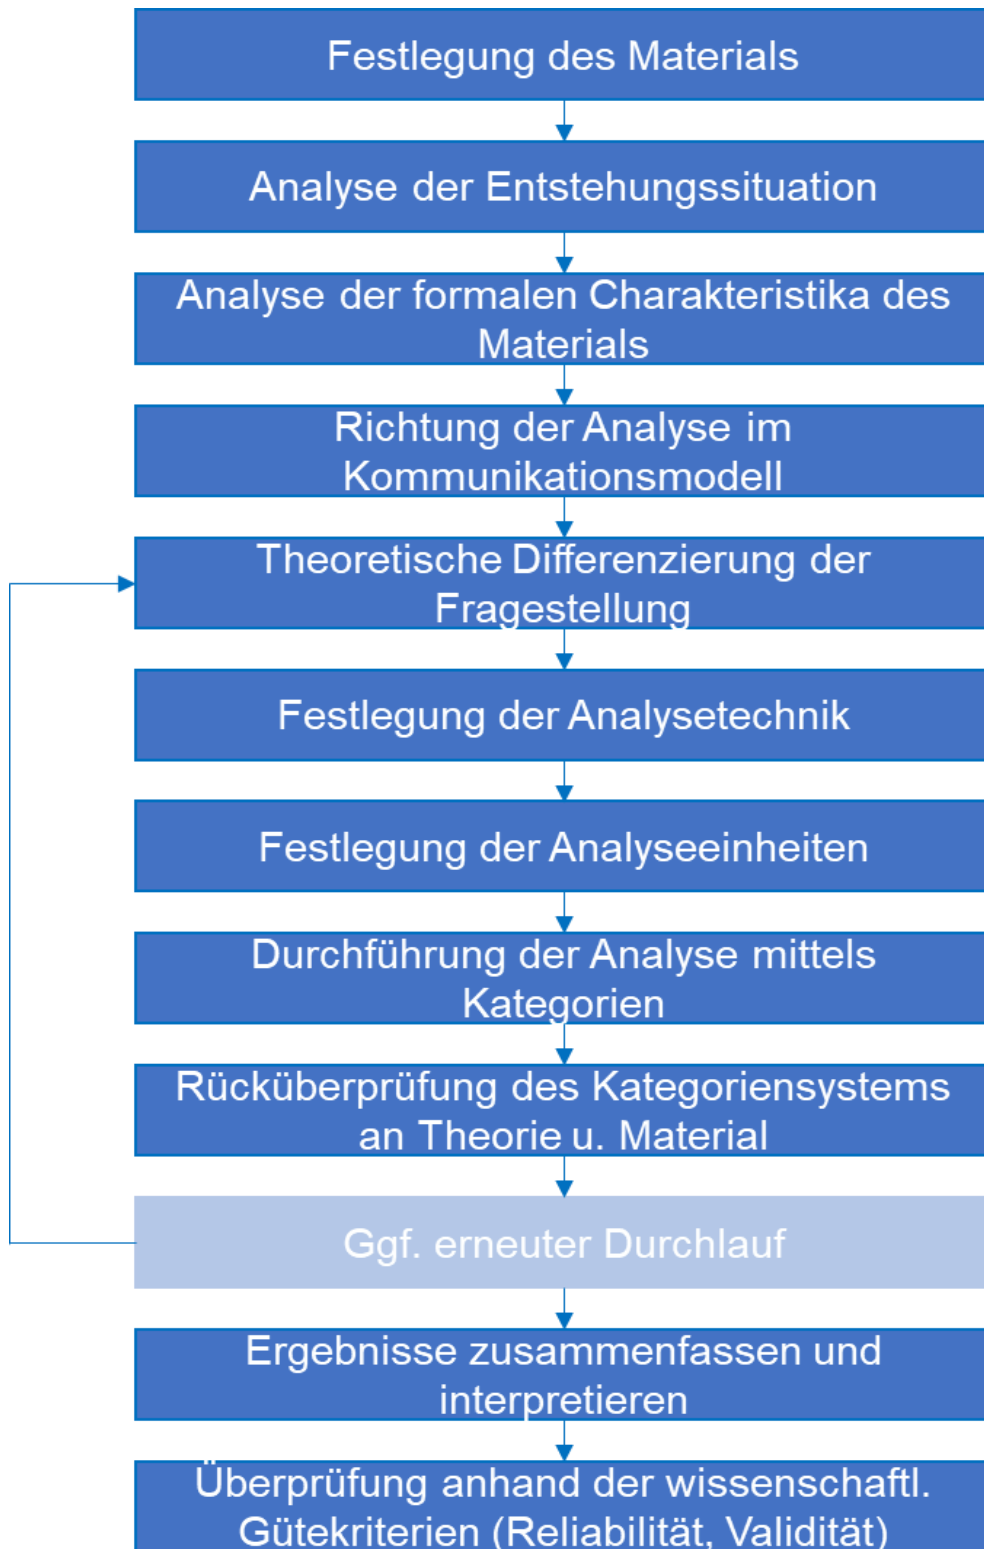 Festlegung des Materials
Analyse der Entstehungssituation
Analyse der formalen Charakteristika des
Materials
Richtung der Analyse im
Kommunikationsmodell
Theoretische Differenzierung der
Fragestellung
Festlegung der Analysetechnik
Festlegung der Analyseeinheiten
Durchführung der Analyse mittels
Kategorien
Rücküberprüfung des Kategoriensystems
an Theorie u. Material
Ggf. erneuter Durchlauf
Ergebnisse zusammenfassen und
interpretieren
Überprüfung anhand der wissenschaftl.
Gütekriterien (Reliabilität, Validität)